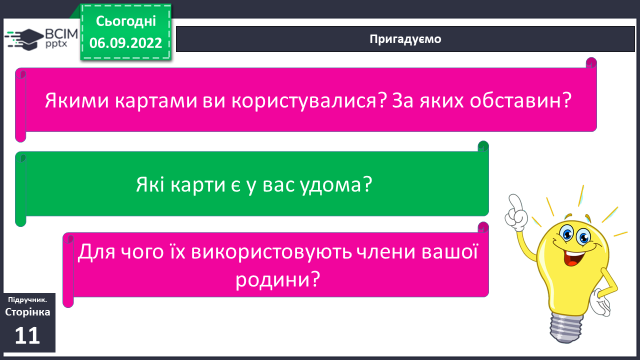 ВСІМ
pptx
Сьогодні
06.09.2022
Пригадуємо
Якими картами ви користувалися? За яких обставин?
Які карти є у вас удома?
Для чого їх використовують члени вашої
родини?
Підручник.
Сторінка
11